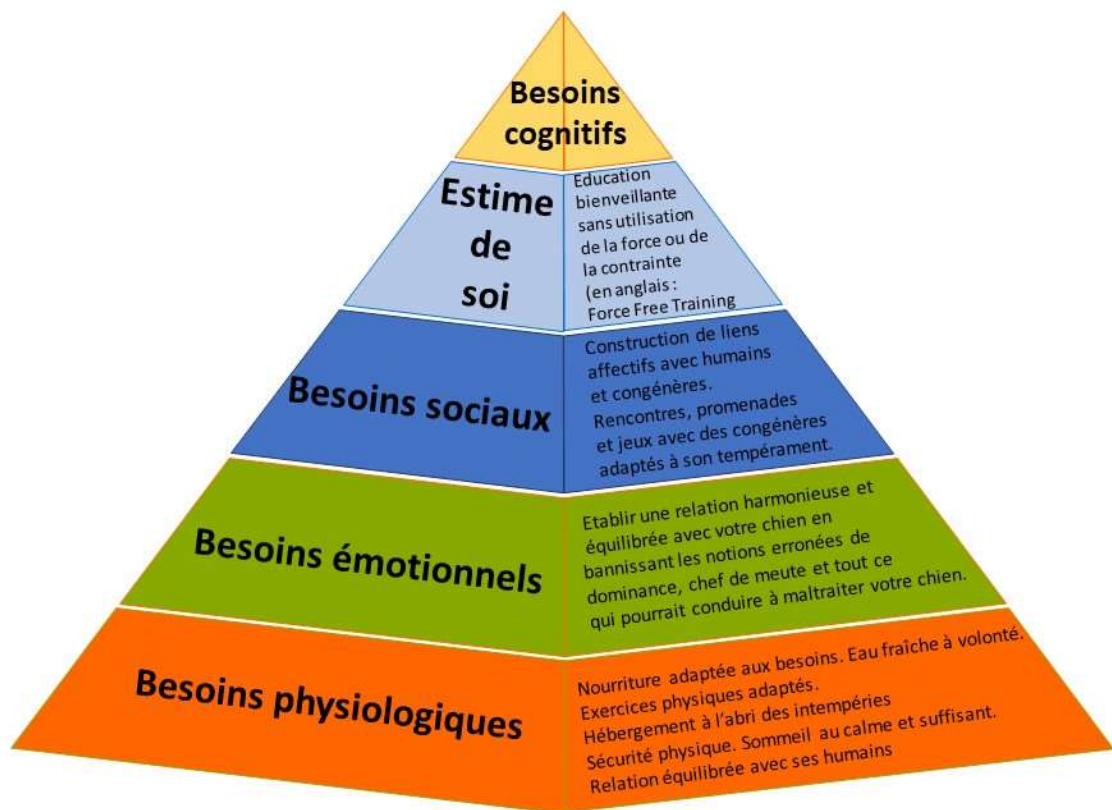 Besoins
cognitifs
Estime
de
soi
Education
bienveillante
sans utilisation
de la force ou de
la contrainte
(en anglais :
Force Free Training
Besoins sociaux
Construction de liens
affectifs avec humains
et congénères.
Rencontres, promenades
et jeux avec des congénères
adaptés à son tempérament.
Besoins émotionnels
Etablir une relation harmonieuse et
équilibrée avec votre chien en
bannissant les notions erronées de
dominance, chef de meute et tout ce
qui pourrait conduire à maltraiter votre chien.
Besoins physiologiques
Nourriture adaptée aux besoins. Eau fraîche à volonté.
Exercices physiques adaptés.
Hébergement à l'abri des intempéries
Sécurité physique. Sommeil au calme et suffisant.
Relation équilibrée avec ses humains